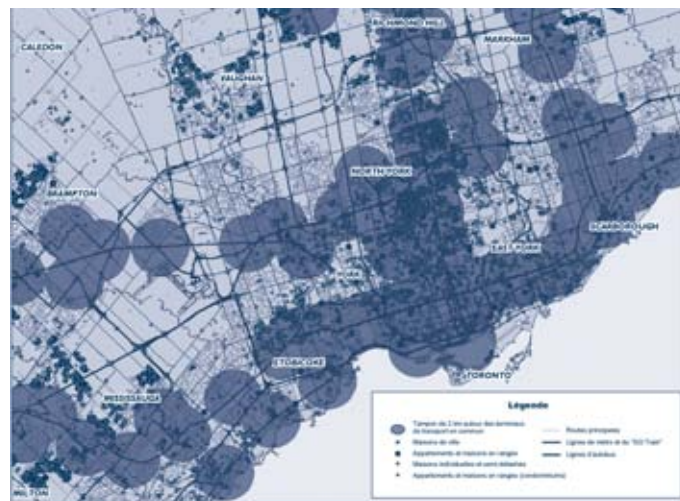 RICHMOND HILL
MARKHAM
CALEDON
VAUGHAN
NORTH YORK
BRAMPTON
SCARBOROUGH
EAST YORK
YORK
ETOBICOKE
TORONTO
MISSISSAUGA
MILTON
Légende
Tampon de 2 km autour des terminaux
de transport en commun
Maisons de ville
Appartements et maisons en rangée
Maisons individuelles et semi-détachées
Appartements et maisons en rangées (condominiums)
Routes principales
Lignes de métro et du "GO Train"
Lignes d'autobus